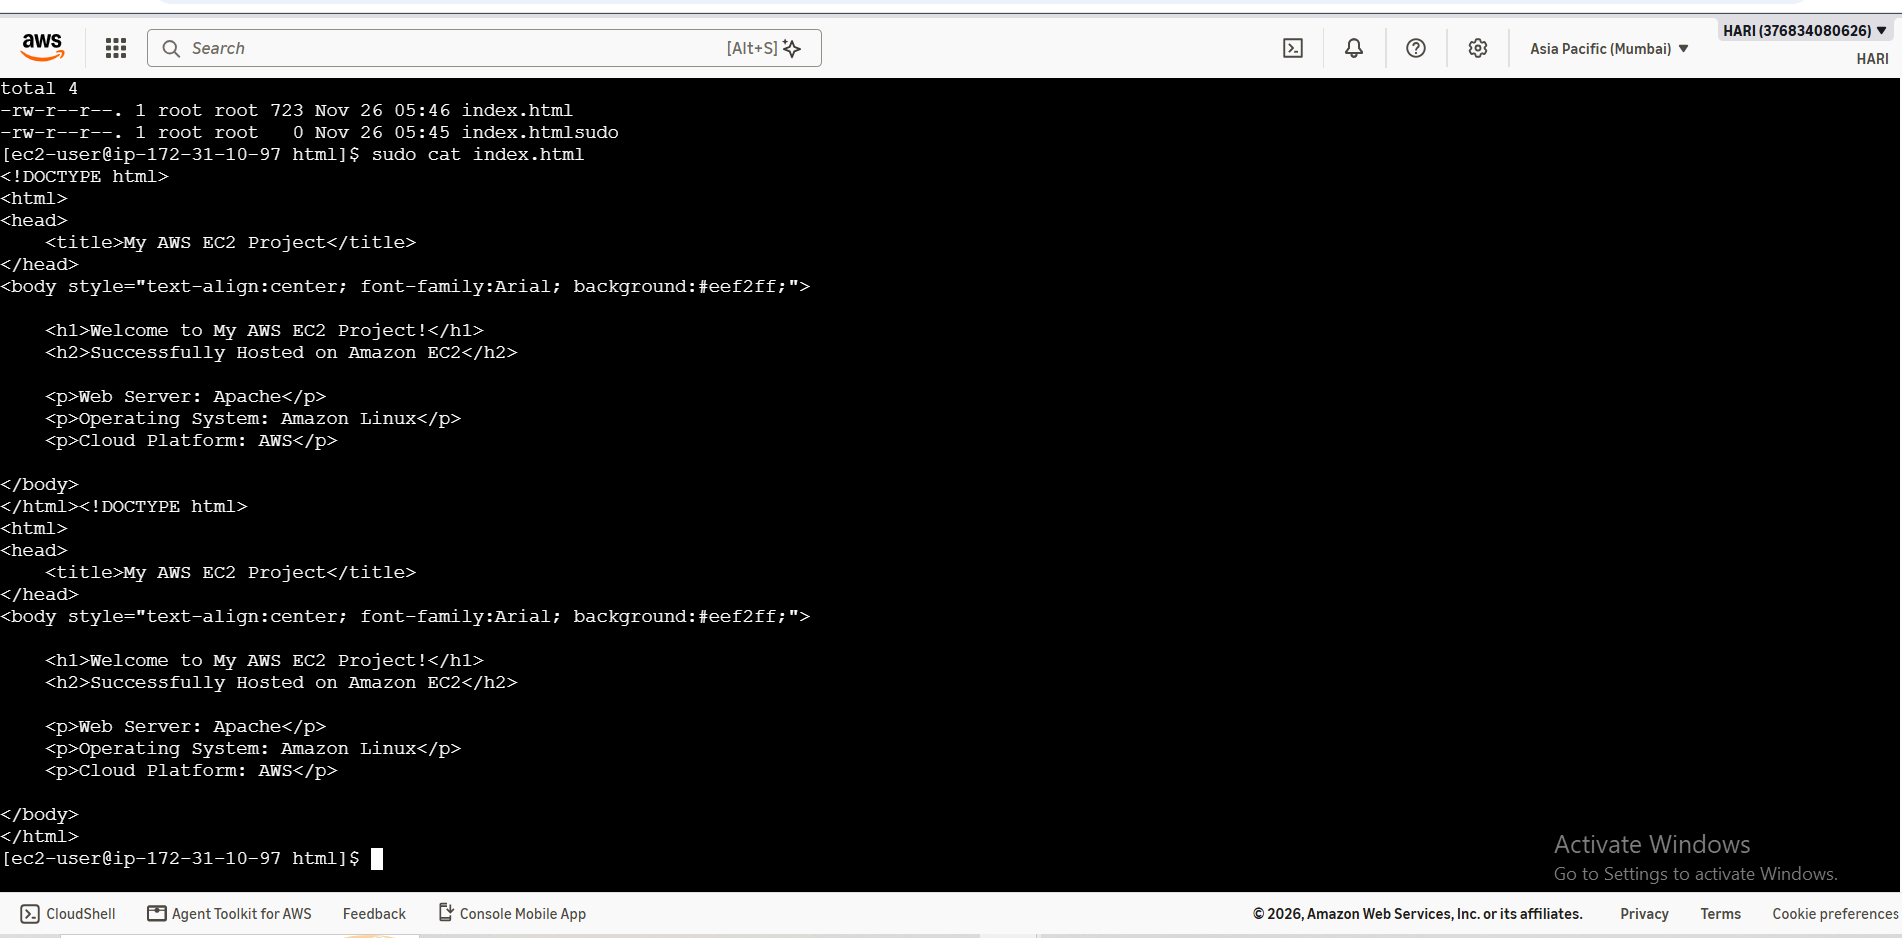 aws
Search
[Alt+S]
Asia Pacific (Mumbai)
HARI (376834080626)
HARI
total 4
-rw-r--r--. 1 root root 723 Nov 26 05:46 index.html
-rw-r--r--. 1 root root   0 Nov 26 05:45 index.htmlsudo
[ec2-user@ip-172-31-10-97 html]$ sudo cat index.html
<!DOCTYPE html>
<html>
<head>
    <title>My AWS EC2 Project</title>
</head>
<body style="text-align:center; font-family:Arial; background:#eef2ff;">
    <h1>Welcome to My AWS EC2 Project!</h1>
    <h2>Successfully Hosted on Amazon EC2</h2>
    <p>Web Server: Apache</p>
    <p>Operating System: Amazon Linux</p>
    <p>Cloud Platform: AWS</p>
</body>
</html><!DOCTYPE html>
<html>
<head>
    <title>My AWS EC2 Project</title>
</head>
<body style="text-align:center; font-family:Arial; background:#eef2ff;">
    <h1>Welcome to My AWS EC2 Project!</h1>
    <h2>Successfully Hosted on Amazon EC2</h2>
    <p>Web Server: Apache</p>
    <p>Operating System: Amazon Linux</p>
    <p>Cloud Platform: AWS</p>
</body>
</html>
[ec2-user@ip-172-31-10-97 html]$
Activate Windows
Go to Settings to activate Windows.
CloudShell
Agent Toolkit for AWS
Feedback
Console Mobile App
© 2026, Amazon Web Services, Inc. or its affiliates.
Privacy
Terms
Cookie preferences